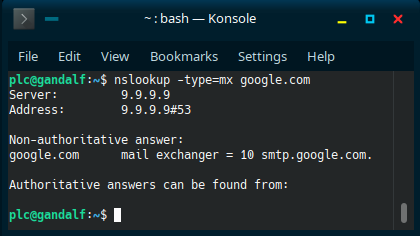 ~ : bash — Konsole
File Edit View Bookmarks Settings Help
plc@gandalf:~$ nslookup -type=mx google.com
Server:         9.9.9.9
Address:        9.9.9.9#53
Non-authoritative answer:
google.com      mail exchanger = 10 smtp.google.com.
Authoritative answers can be found from:
plc@gandalf:~$